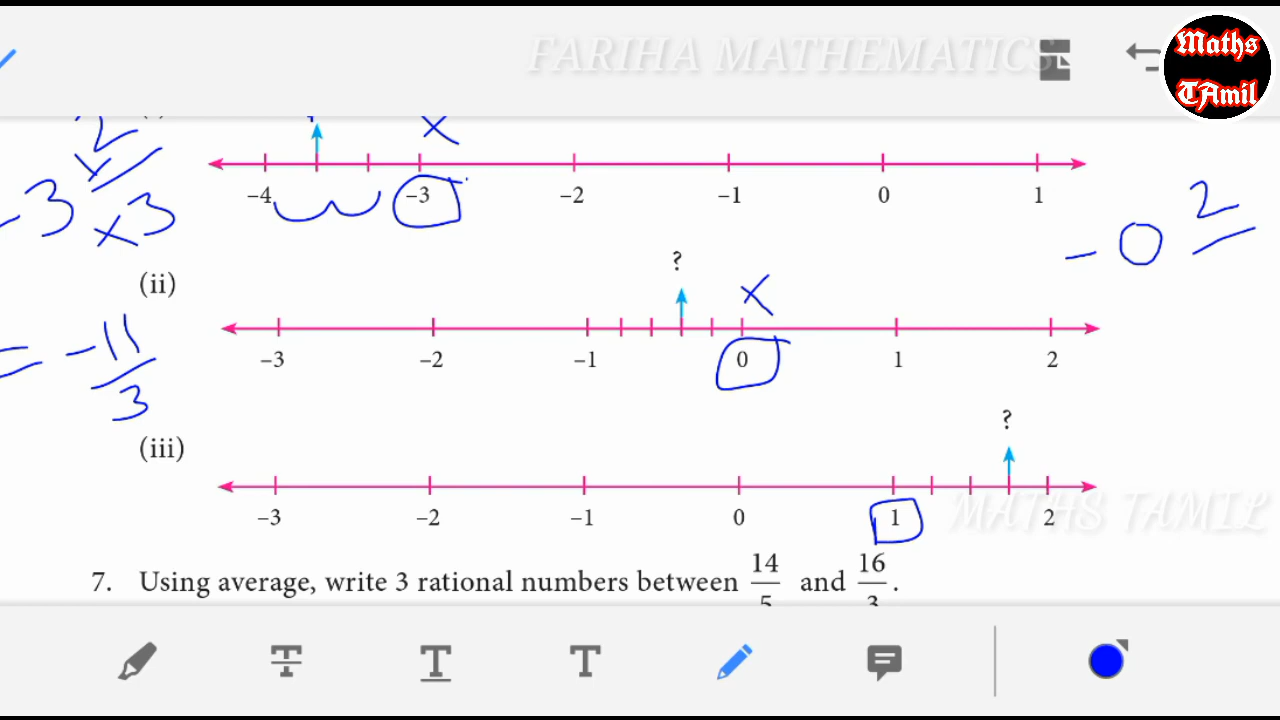 FARIHA MATHEMATICS
Maths
TAmil
-4 -3 -2 -1 0 1
2
-3 ×3
-0 2
(ii)
?
×
-3 -2 -1 0 1 2
= -11
3
(iii)
?
-3 -2 -1 0 1 2
MATHS TAMIL
7. Using average, write 3 rational numbers between 14/5 and 16/3.